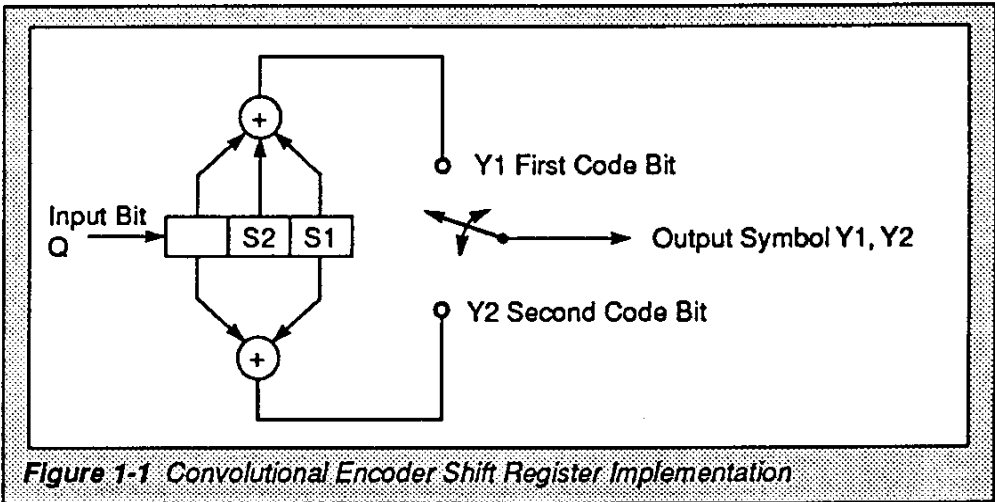 +
Y1 First Code Bit
Input Bit
Q
S2 S1
Output Symbol Y1, Y2
Y2 Second Code Bit
+
Figure 1-1 Convolutional Encoder Shift Register Implementation